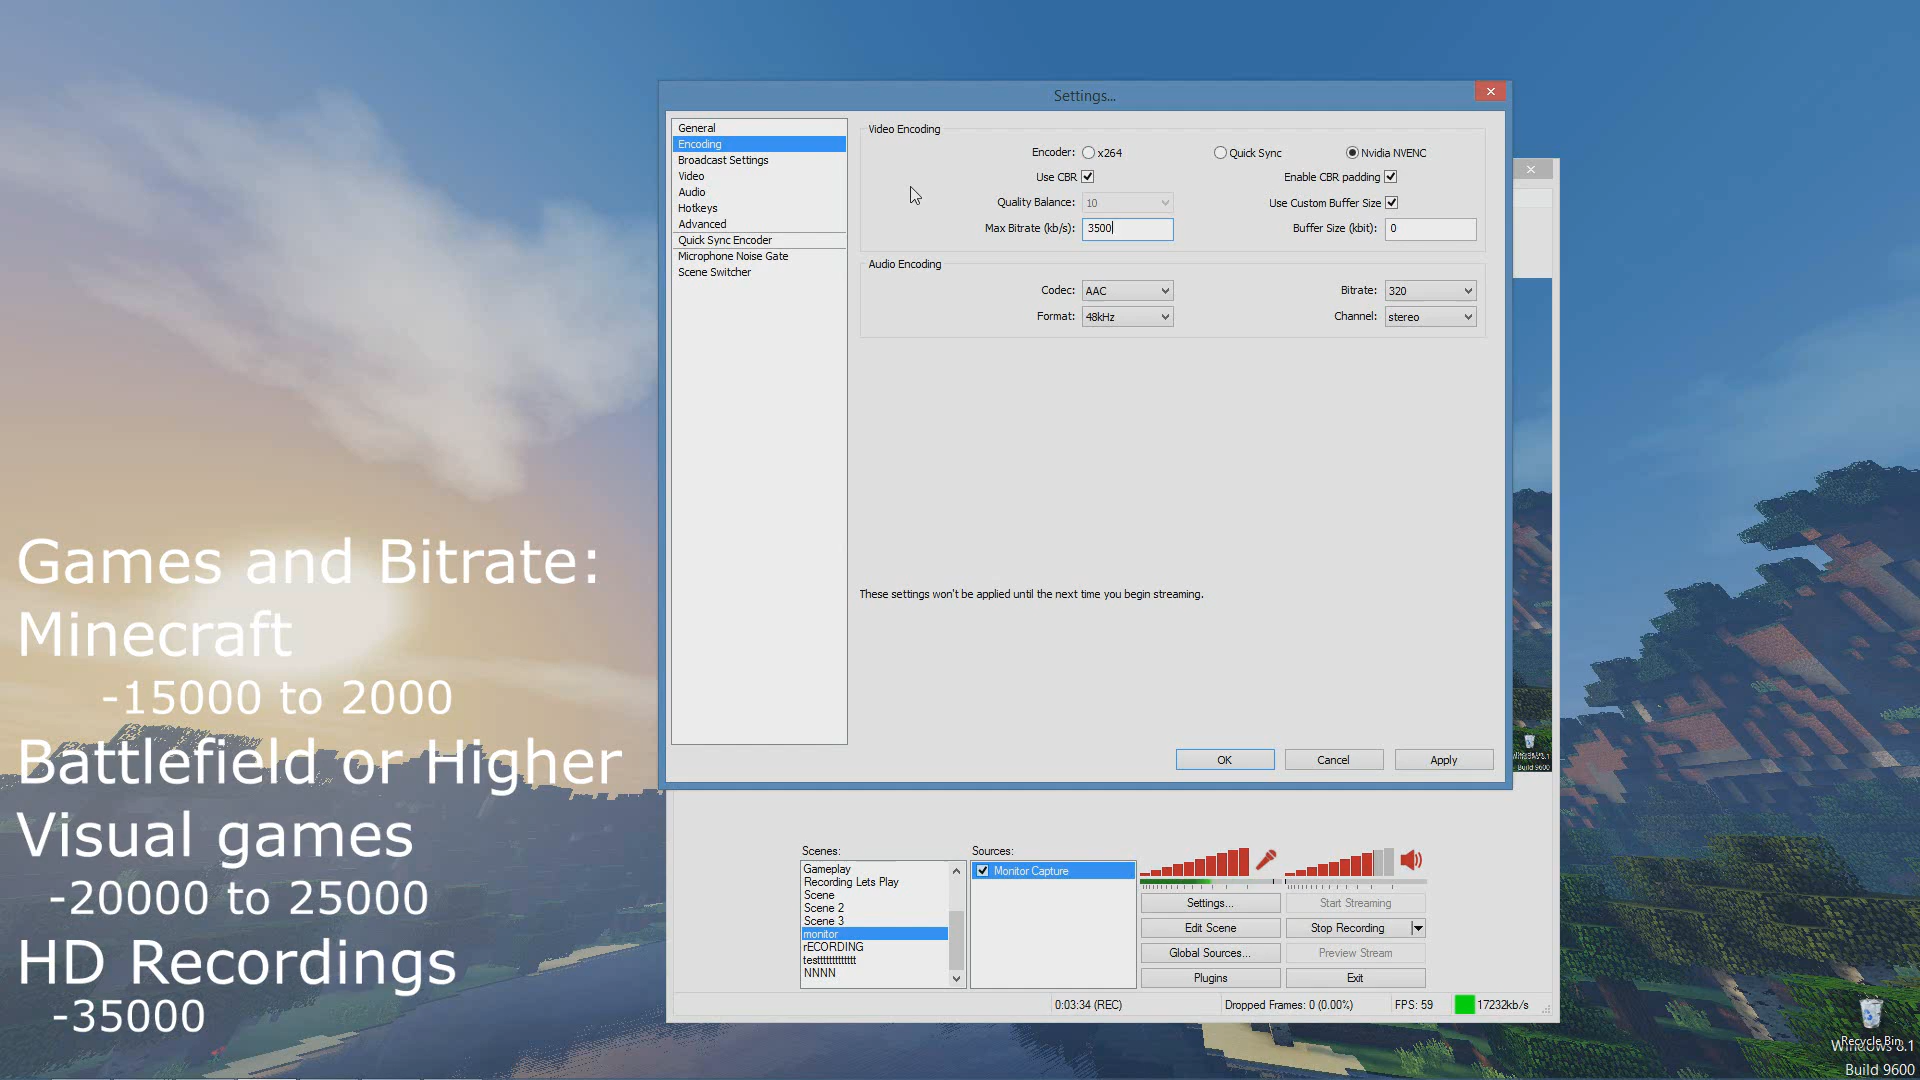 Settings...
General
Encoding
Broadcast Settings
Video
Audio
Hotkeys
Advanced
Quick Sync Encoder
Microphone Noise Gate
Scene Switcher
Video Encoding
Encoder: x264 Quick Sync Nvidia NVENC
Use CBR Enable CBR padding
Quality Balance: 10 Use Custom Buffer Size
Max Bitrate (kb/s): 3500 Buffer Size (kbit): 0
Audio Encoding
Codec: AAC Bitrate: 320
Format: 48kHz Channel: stereo
These settings won't be applied until the next time you begin streaming.
OK Cancel Apply
Games and Bitrate:
Minecraft
-15000 to 2000
Battlefield or Higher
Visual games
-20000 to 25000
HD Recordings
-35000
Scenes:
Gameplay
Recording Lets Play
Scene
Scene 2
Scene 3
monitor
rECORDING
NNNN
Sources:
Monitor Capture
Settings... Start Streaming
Edit Scene Stop Recording
Global Sources... Preview Stream
Plugins Exit
0:03:34 (REC) Dropped Frames: 0 (0.00%) FPS: 59 17232kb/s
Build 9600
Recycle Bin
Windows 8.1
Build 9600